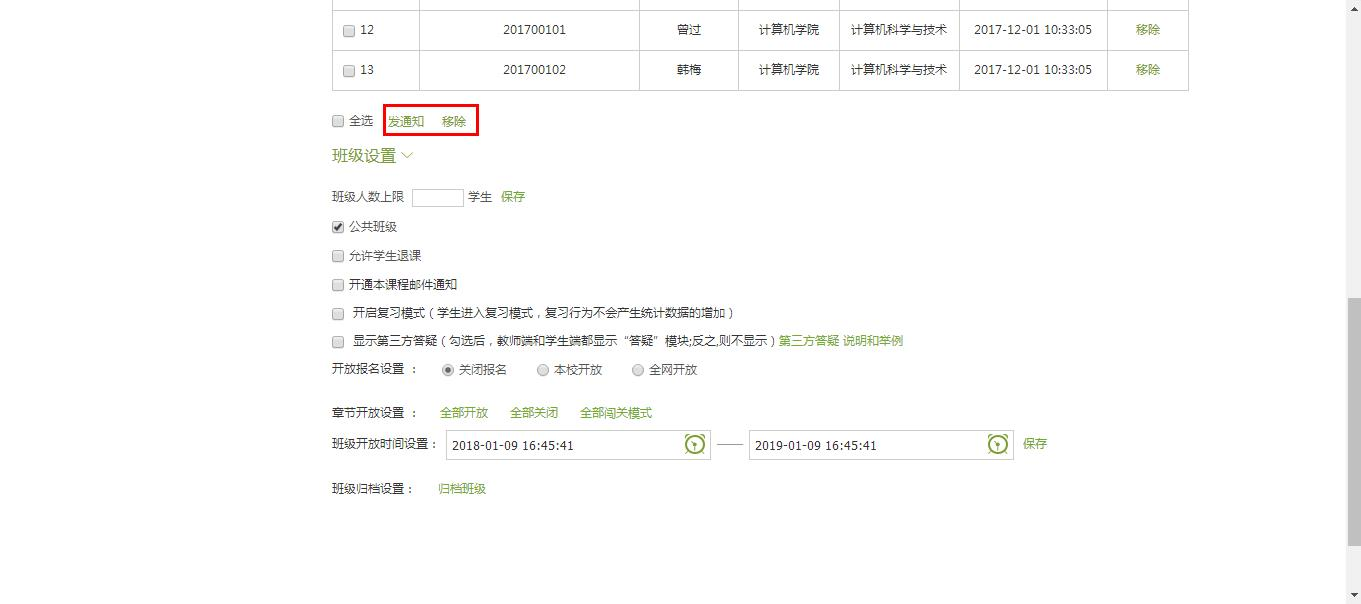 12 201700101 曾过 计算机学院 计算机科学与技术 2017-12-01 10:33:05 移除
13 201700102 韩梅 计算机学院 计算机科学与技术 2017-12-01 10:33:05 移除
全选 发通知 移除
班级设置
班级人数上限 学生 保存
公共班级
允许学生退课
开通本课程邮件通知
开启复习模式（学生进入复习模式，复习行为不会产生统计数据的增加）
显示第三方答疑（勾选后，教师端和学生端都显示“答疑”模块;反之,则不显示）第三方答疑 说明和举例
开放报名设置 ： 关闭报名 本校开放 全网开放
章节开放设置 ： 全部开放 全部关闭 全部闯关模式
班级开放时间设置： 2018-01-09 16:45:41 —— 2019-01-09 16:45:41 保存
班级归档设置： 归档班级